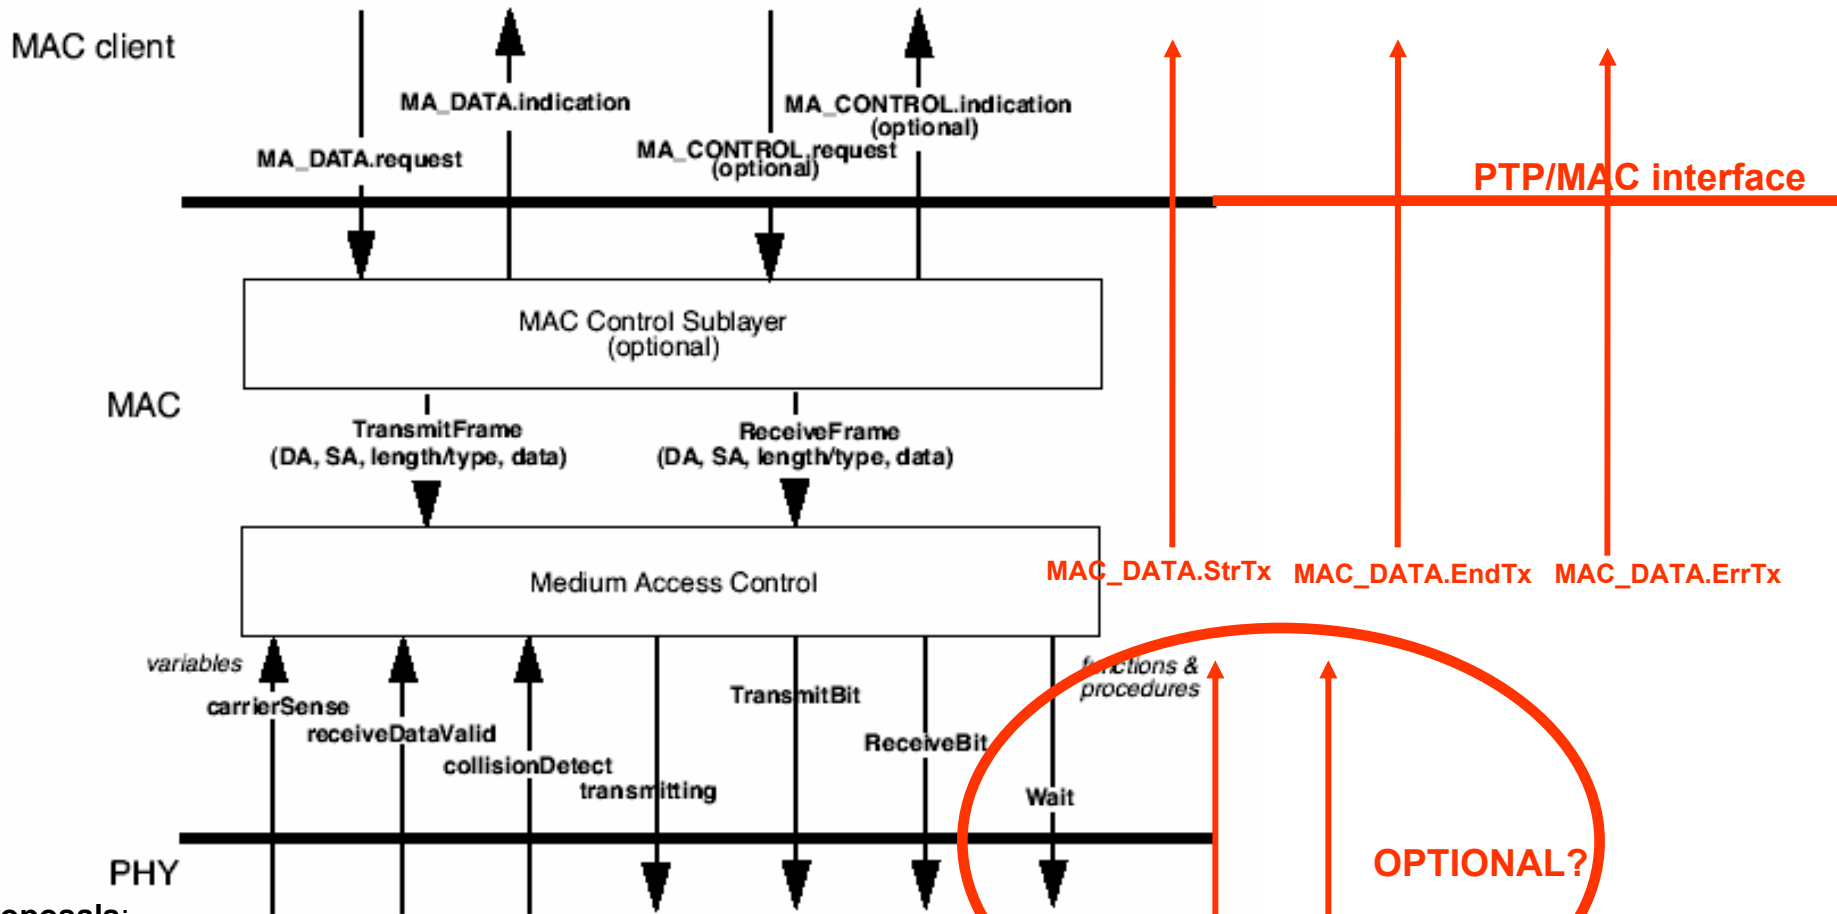 MAC client
MA_DATA.indication
MA_CONTROL.indication
(optional)
MA_DATA.request
MA_CONTROL.request
(optional)
PTP/MAC interface
MAC Control Sublayer
(optional)
MAC
TransmitFrame
(DA, SA, length/type, data)
ReceiveFrame
(DA, SA, length/type, data)
Medium Access Control
MAC_DATA.StrTx
MAC_DATA.EndTx
MAC_DATA.ErrTx
variables
functions &
procedures
carrierSense
TransmitBit
receiveDataValid
ReceiveBit
collisionDetect
transmitting
Wait
PHY
OPTIONAL?